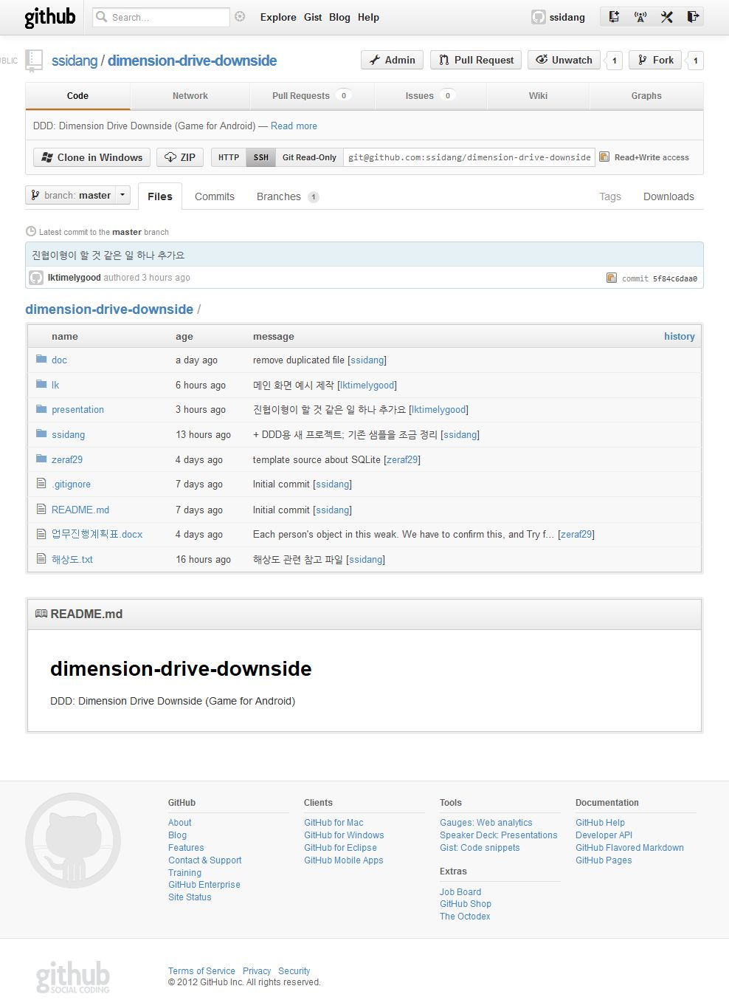 github Search... Explore Gist Blog Help ssidang
BLIC ssidang / dimension-drive-downside Admin Pull Request Unwatch 1 Fork 1
Code Network Pull Requests 0 Issues 0 Wiki Graphs
DDD: Dimension Drive Downside (Game for Android) — Read more
Clone in Windows ZIP HTTP SSH Git Read-Only git@github.com:ssidang/dimension-drive-downside Read+Write access
branch: master Files Commits Branches 1 Tags Downloads
Latest commit to the master branch
진협이형이 할 것 같은 일 하나 추가요
lktimelygood authored 3 hours ago commit 5f84c6daa0
dimension-drive-downside /
name age message history
doc a day ago remove duplicated file [ssidang]
lk 6 hours ago 메인 화면 예시 제작 [lktimelygood]
presentation 3 hours ago 진협이형이 할 것 같은 일 하나 추가요 [lktimelygood]
ssidang 13 hours ago + DDD용 새 프로젝트; 기존 샘플을 조금 정리 [ssidang]
zeraf29 4 days ago template source about SQLite [zeraf29]
.gitignore 7 days ago Initial commit [ssidang]
README.md 7 days ago Initial commit [ssidang]
업무진행계획표.docx 4 days ago Each person's object in this weak. We have to confirm this, and Try f... [zeraf29]
해상도.txt 16 hours ago 해상도 관련 참고 파일 [ssidang]
README.md
dimension-drive-downside
DDD: Dimension Drive Downside (Game for Android)
GitHub Clients Tools Documentation
About GitHub for Mac Gauges: Web analytics GitHub Help
Blog GitHub for Windows Speaker Deck: Presentations Developer API
Features GitHub for Eclipse Gist: Code snippets GitHub Flavored Markdown
Contact & Support GitHub Mobile Apps GitHub Pages
Training Extras
GitHub Enterprise Job Board
Site Status GitHub Shop
The Octodex
github
SOCIAL CODING
Terms of Service Privacy Security
© 2012 GitHub Inc. All rights reserved.